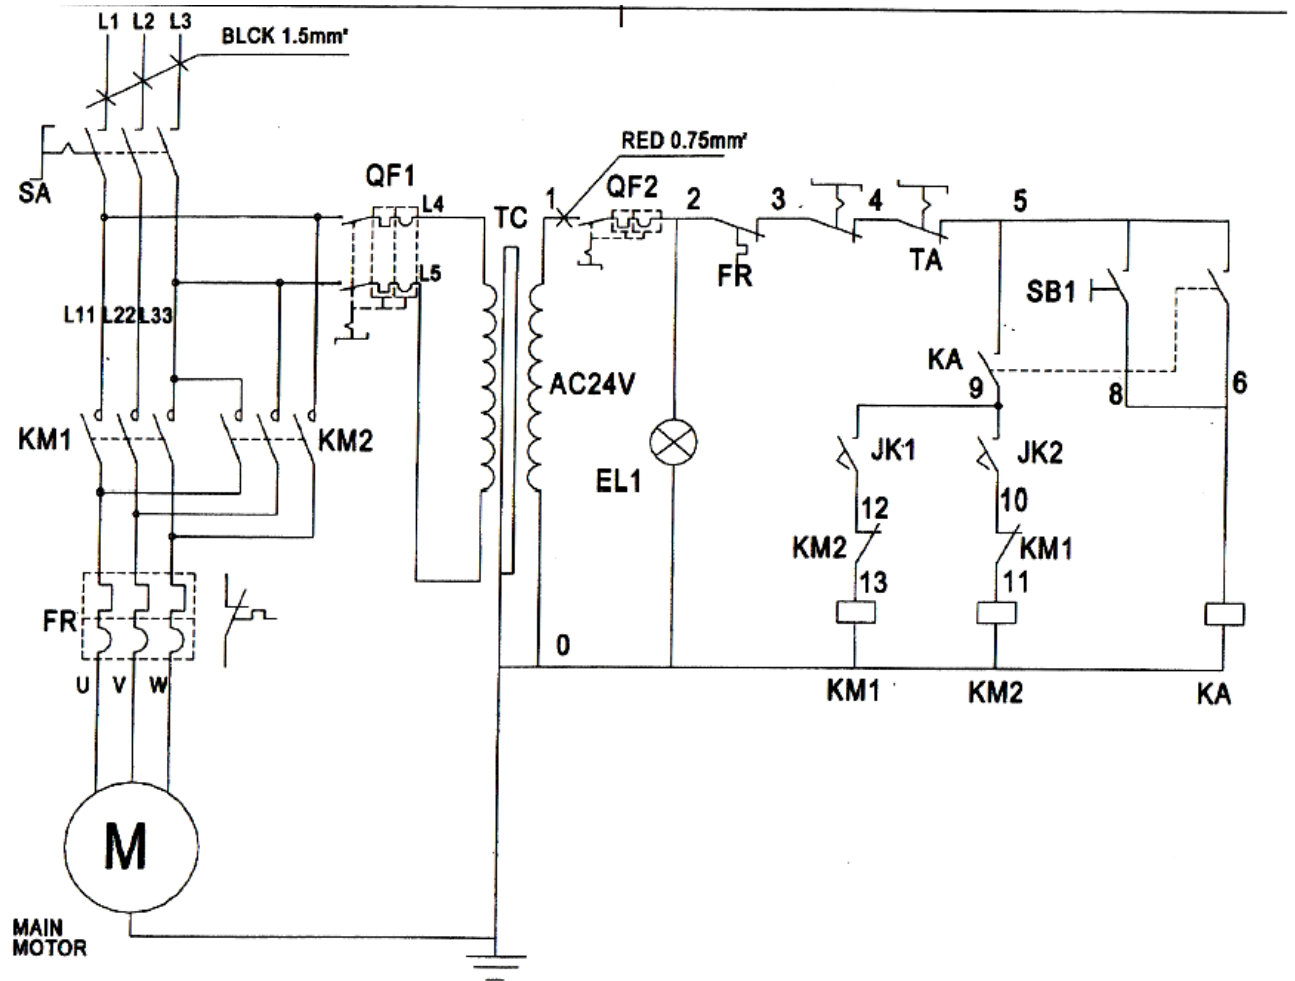 L1 L2 L3
BLCK 1.5mm²
RED 0.75mm²
SA
QF1
L4
TC
1
QF2
2
3
4
5
FR
TA
L5
SB1
L11 L22 L33
KA
AC24V
9
8
6
KM1
KM2
JK1
JK2
EL1
12
10
KM2
KM1
13
11
FR
0
U V W
KM1
KM2
KA
M
MAIN
MOTOR